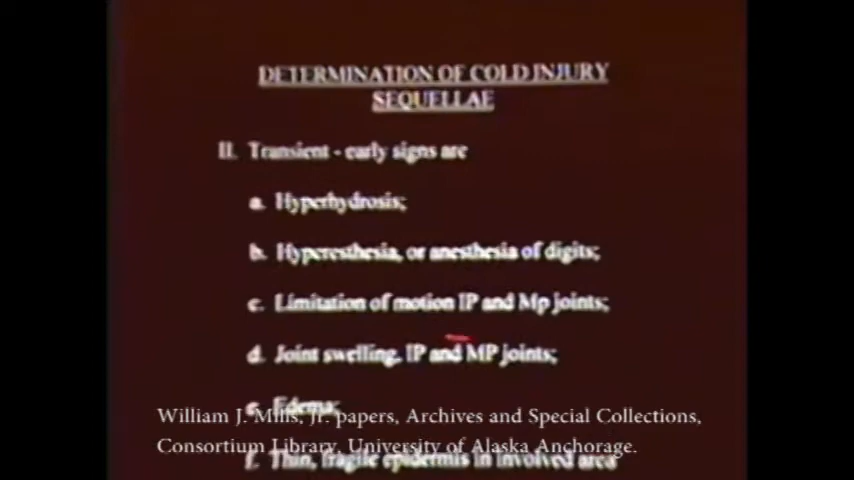 DETERMINATION OF COLD INJURY
SEQUELLAE
II. Transient - early signs are
a. Hyperhydrosis;
b. Hyperesthesia, or anesthesia of digits;
c. Limitation of motion IP and Mp joints;
d. Joint swelling, IP and MP joints;
e. Edema;
William J. Mills, Jr. papers, Archives and Special Collections,
Consortium Library, University of Alaska Anchorage.
f. Thin, fragile epidermis in involved area